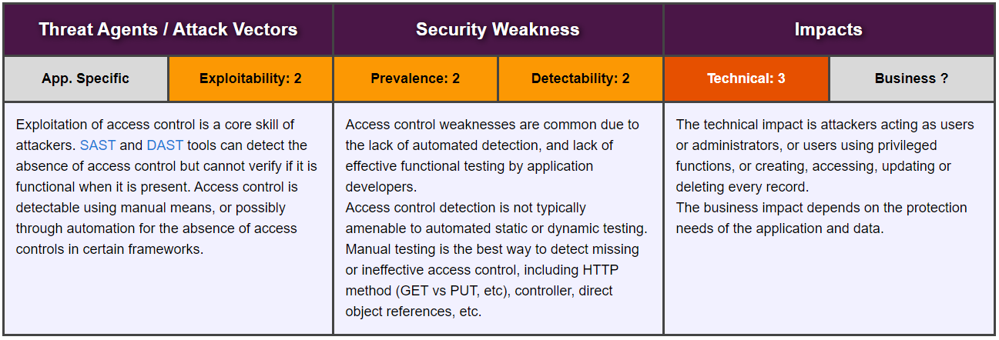 Threat Agents / Attack Vectors
Security Weakness
Impacts
App. Specific
Exploitability: 2
Prevalence: 2
Detectability: 2
Technical: 3
Business ?
Exploitation of access control is a core skill of
attackers. SAST and DAST tools can detect the
absence of access control but cannot verify if it is
functional when it is present. Access control is
detectable using manual means, or possibly
through automation for the absence of access
controls in certain frameworks.
Access control weaknesses are common due to
the lack of automated detection, and lack of
effective functional testing by application
developers.
Access control detection is not typically
amenable to automated static or dynamic testing.
Manual testing is the best way to detect missing
or ineffective access control, including HTTP
method (GET vs PUT, etc), controller, direct
object references, etc.
The technical impact is attackers acting as users
or administrators, or users using privileged
functions, or creating, accessing, updating or
deleting every record.
The business impact depends on the protection
needs of the application and data.